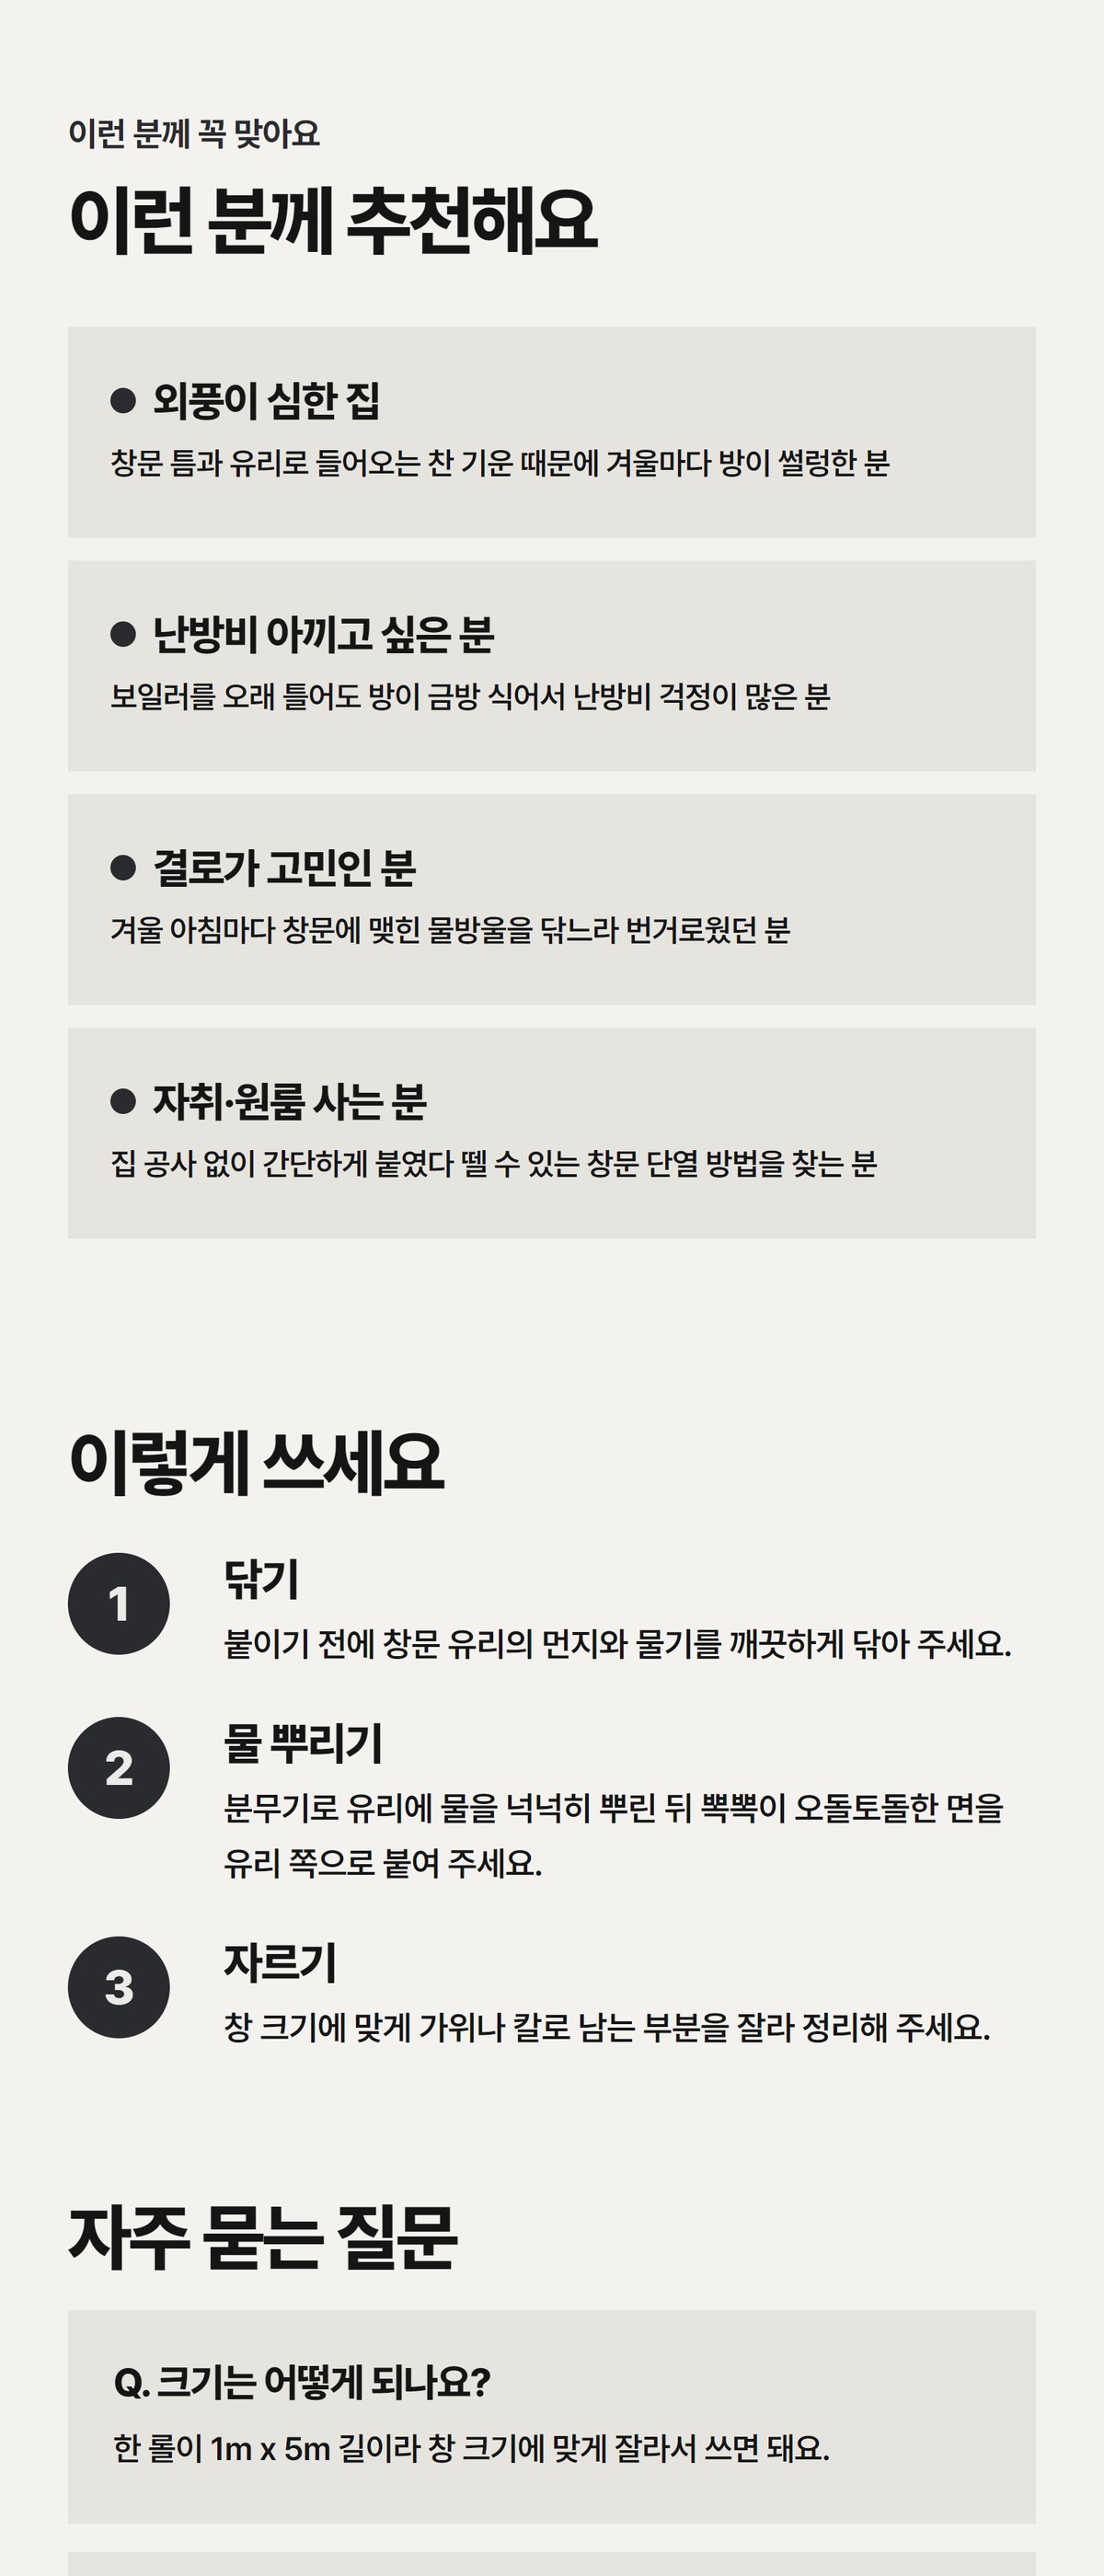 이런 분께 꼭 맞아요
이런 분께 추천해요
외풍이 심한 집
창문 틈과 유리로 들어오는 찬 기운 때문에 겨울마다 방이 썰렁한 분
난방비 아끼고 싶은 분
보일러를 오래 틀어도 방이 금방 식어서 난방비 걱정이 많은 분
결로가 고민인 분
겨울 아침마다 창문에 맺힌 물방울을 닦느라 번거로웠던 분
자취·원룸 사는 분
집 공사 없이 간단하게 붙였다 뗄 수 있는 창문 단열 방법을 찾는 분
이렇게 쓰세요
1
닦기
붙이기 전에 창문 유리의 먼지와 물기를 깨끗하게 닦아 주세요.
2
물 뿌리기
분무기로 유리에 물을 넉넉히 뿌린 뒤 뽁뽁이 오돌토돌한 면을
유리 쪽으로 붙여 주세요.
3
자르기
창 크기에 맞게 가위나 칼로 남는 부분을 잘라 정리해 주세요.
자주 묻는 질문
Q. 크기는 어떻게 되나요?
한 롤이 1m x 5m 길이라 창 크기에 맞게 잘라서 쓰면 돼요.